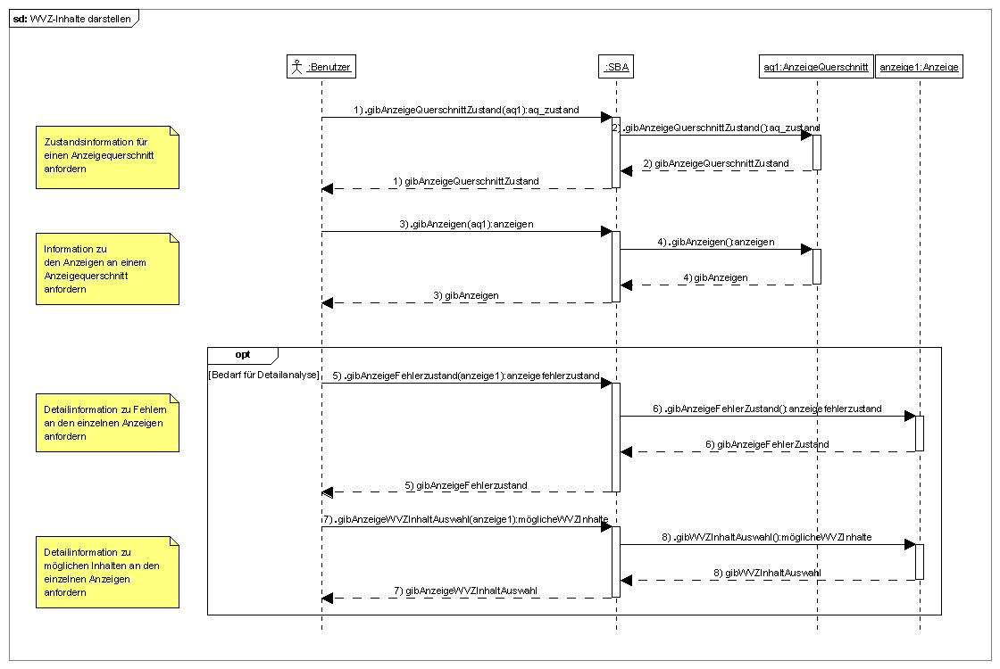 sd: WVZ-Inhalte darstellen
:Benutzer
:SBA
aq1:AnzeigeQuerschnitt
anzeige1:Anzeige
1) .gibAnzeigeQuerschnittZustand(aq1):aq_zustand
2) .gibAnzeigeQuerschnittZustand():aq_zustand
Zustandsinformation für
einen Anzeigequerschnitt
anfordern
2) gibAnzeigeQuerschnittZustand
1) gibAnzeigeQuerschnittZustand
3) .gibAnzeigen(aq1):anzeigen
4) .gibAnzeigen():anzeigen
Information zu
den Anzeigen an einem
Anzeigequerschnitt
anfordern
4) gibAnzeigen
3) gibAnzeigen
opt
[Bedarf für Detailanalyse]
5) .gibAnzeigeFehlerzustand(anzeige1):anzeigefehlerzustand
6) .gibAnzeigeFehlerZustand():anzeigefehlerzustand
Detailinformation zu Fehlern
an den einzelnen Anzeigen
anfordern
6) gibAnzeigeFehlerZustand
5) gibAnzeigeFehlerzustand
7) .gibAnzeigeWVZInhaltAuswahl(anzeige1):möglicheWVZInhalte
8) .gibWVZInhaltAuswahl():möglicheWVZInhalte
Detailinformation zu
möglichen Inhalten an den
einzelnen Anzeigen
anfordern
8) gibWVZInhaltAuswahl
7) gibAnzeigeWVZInhaltAuswahl